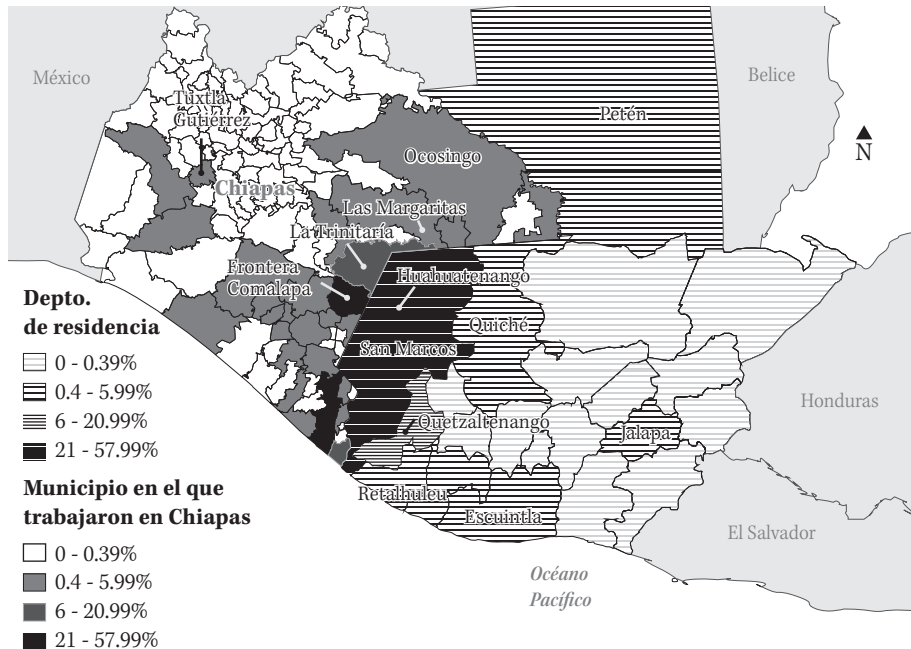 México
Belice
Petén
N
Tuxtla
Gutiérrez
Ocosingo
Chiapas
Las Margaritas
La Trinitaría
Frontera
Comalapa
Huahuatenango
Quiché
San Marcos
Quetzaltenango
Jalapa
Honduras
Retalhuleu
Escuintla
El Salvador
Océano
Pacífico
Depto.
de residencia
0 - 0.39%
0.4 - 5.99%
6 - 20.99%
21 - 57.99%
Municipio en el que
trabajaron en Chiapas
0 - 0.39%
0.4 - 5.99%
6 - 20.99%
21 - 57.99%